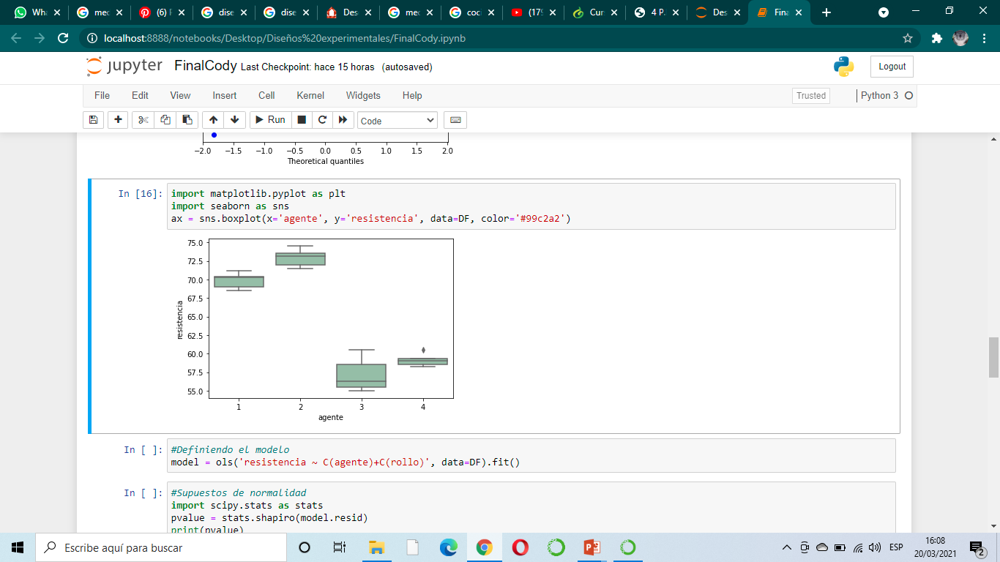 Wha
mec
(6) F
dise
dise
Des
mec
coci
(179
Cur
4 P.
Des
Fina
localhost:8888/notebooks/Desktop/Diseños%20experimentales/FinalCody.ipynb
jupyter FinalCody Last Checkpoint: hace 15 horas (autosaved)
Logout
File Edit View Insert Cell Kernel Widgets Help
Trusted
Python 3
Run
Code
−2.0 −1.5 −1.0 −0.5 0.0 0.5 1.0 1.5 2.0
Theoretical quantiles
In [16]:
import matplotlib.pyplot as plt
import seaborn as sns
ax = sns.boxplot(x='agente', y='resistencia', data=DF, color='#99c2a2')
75.0
72.5
70.0
67.5
65.0
62.5
60.0
57.5
55.0
resistencia
1 2 3 4
agente
In [ ]:
#Definiendo el modelo
model = ols('resistencia ~ C(agente)+C(rollo)', data=DF).fit()
In [ ]:
#Supuestos de normalidad
import scipy.stats as stats
pvalue = stats.shapiro(model.resid)
print(pvalue)
Escribe aquí para buscar
ESP
16:08
20/03/2021
2